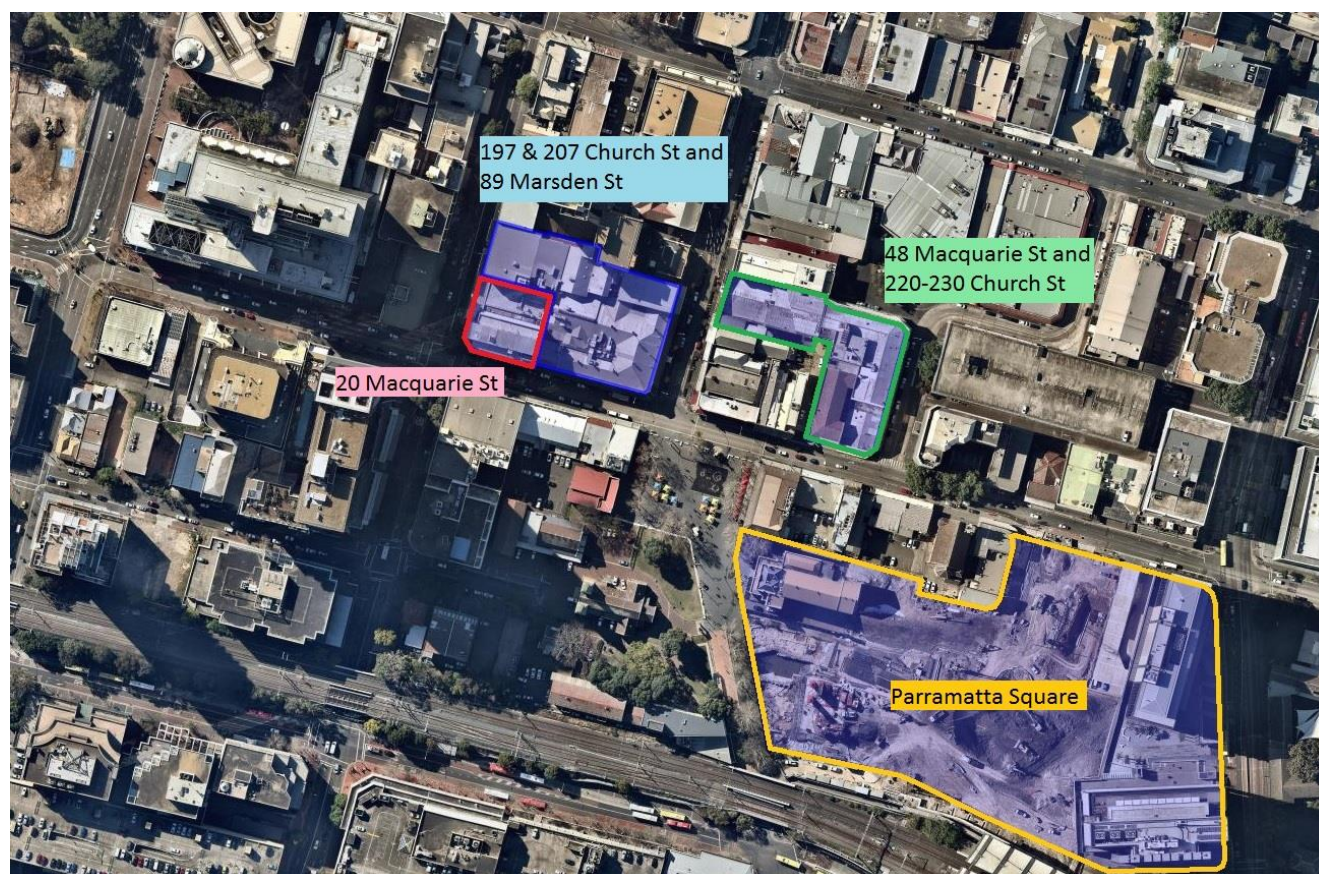 197 & 207 Church St and
89 Marsden St
48 Macquarie St and
220-230 Church St
20 Macquarie St
Parramatta Square